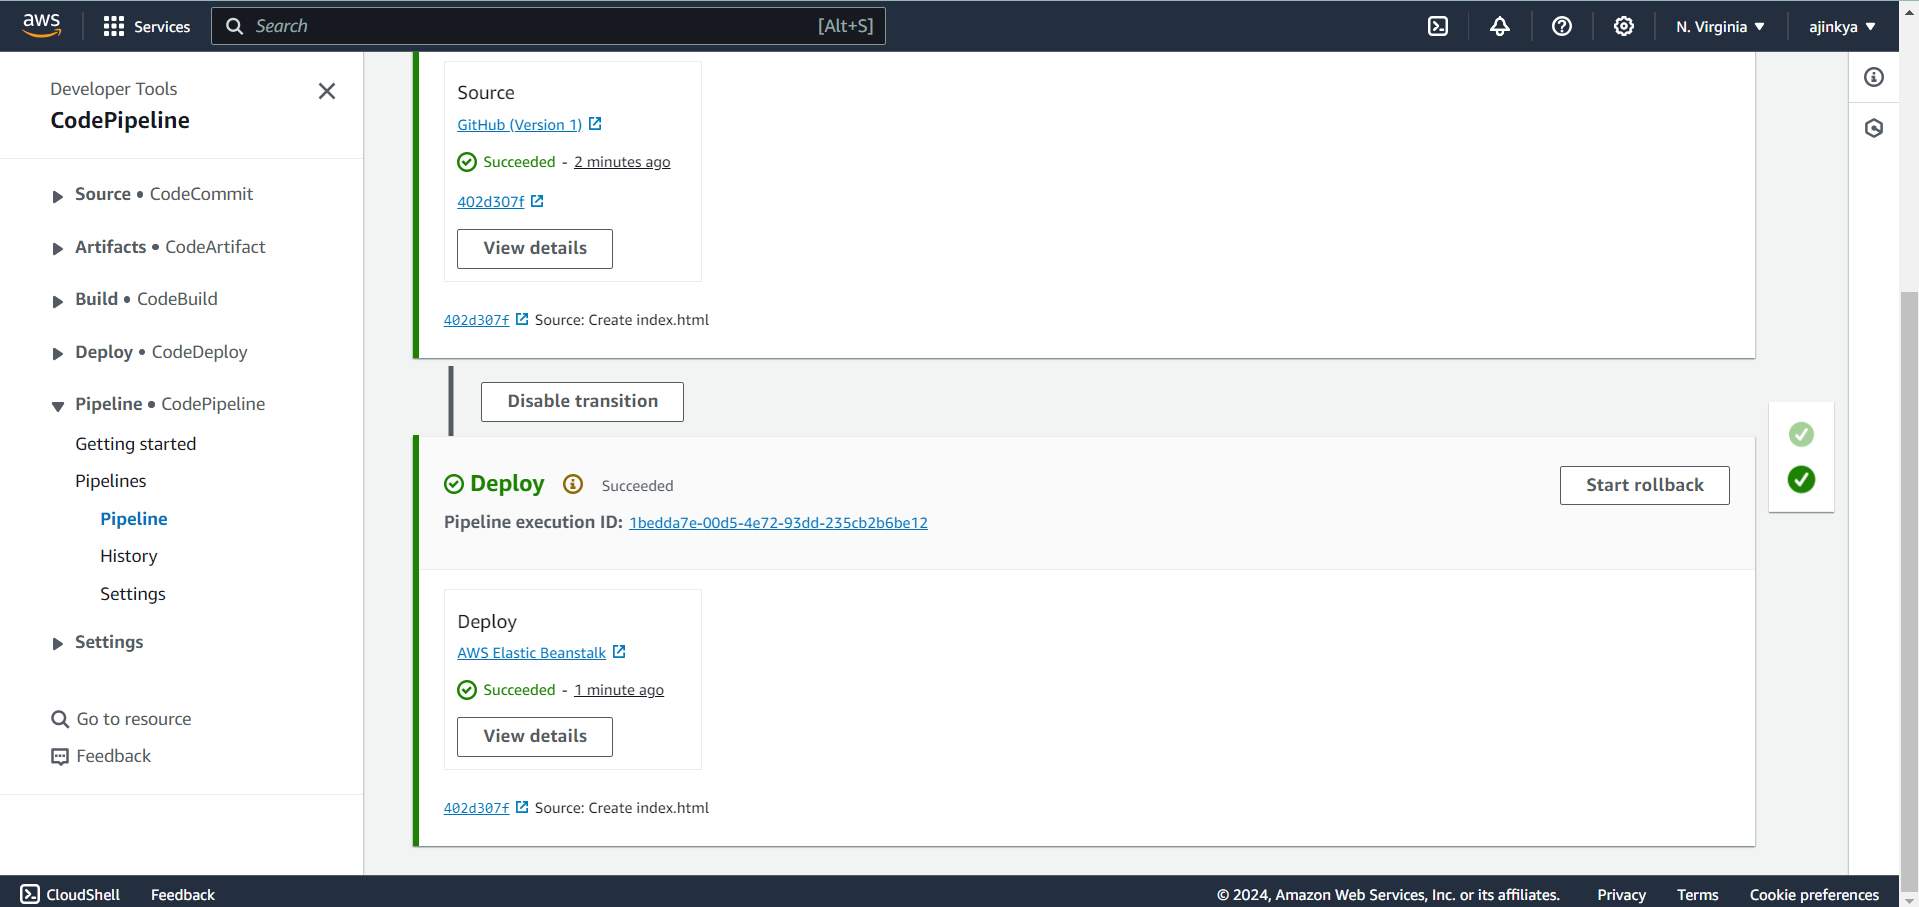 aws
Services
Search
[Alt+S]
N. Virginia
ajinkya
Developer Tools
CodePipeline
Source • CodeCommit
Artifacts • CodeArtifact
Build • CodeBuild
Deploy • CodeDeploy
Pipeline • CodePipeline
Getting started
Pipelines
Pipeline
History
Settings
Settings
Go to resource
Feedback
Source
GitHub (Version 1)
Succeeded - 2 minutes ago
402d307f
View details
402d307f Source: Create index.html
Disable transition
Deploy Succeeded
Start rollback
Pipeline execution ID: 1bedda7e-00d5-4e72-93dd-235cb2b6be12
Deploy
AWS Elastic Beanstalk
Succeeded - 1 minute ago
View details
402d307f Source: Create index.html
CloudShell
Feedback
© 2024, Amazon Web Services, Inc. or its affiliates.
Privacy
Terms
Cookie preferences